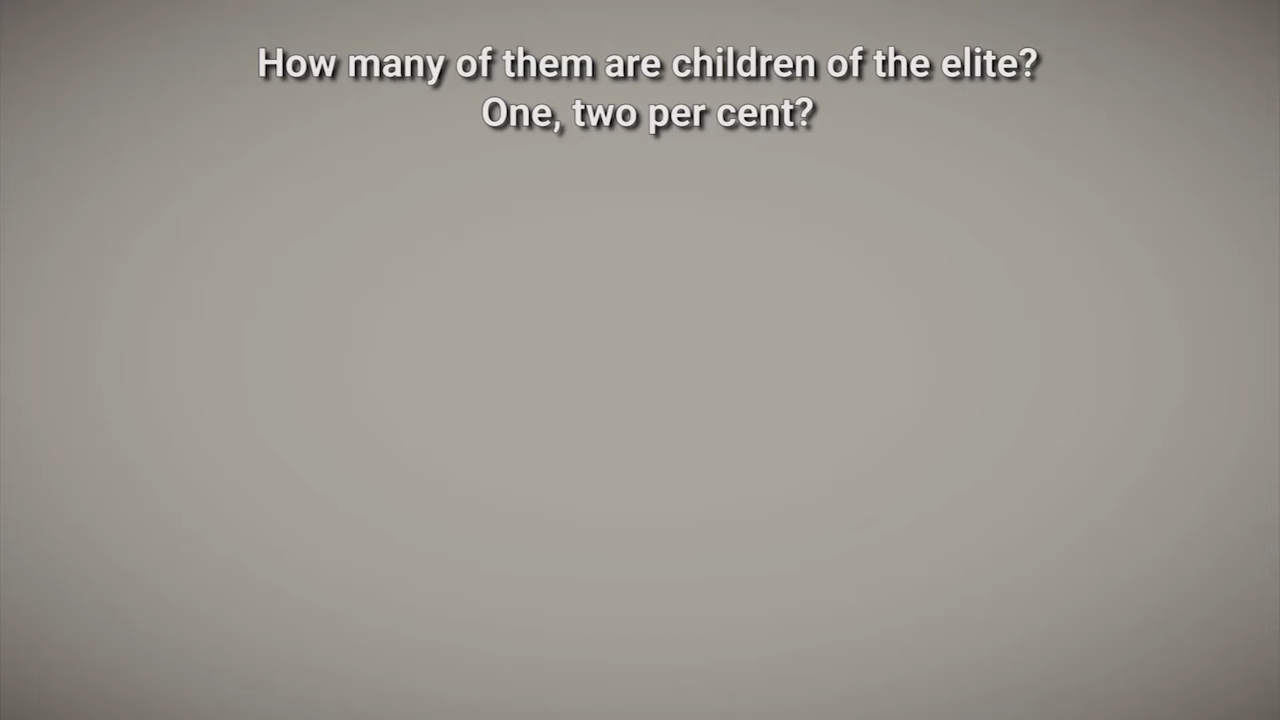 How many of them are children of the elite?
One, two per cent?